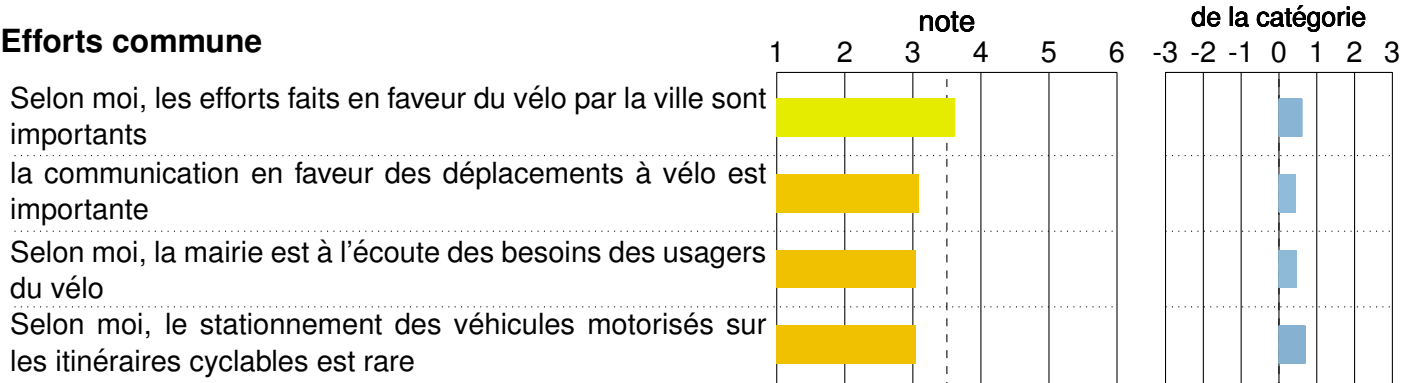 note
de la catégorie
Efforts commune
1 2 3 4 5 6
-3 -2 -1 0 1 2 3
Selon moi, les efforts faits en faveur du vélo par la ville sont
importants
la communication en faveur des déplacements à vélo est
importante
Selon moi, la mairie est à l'écoute des besoins des usagers
du vélo
Selon moi, le stationnement des véhicules motorisés sur
les itinéraires cyclables est rare